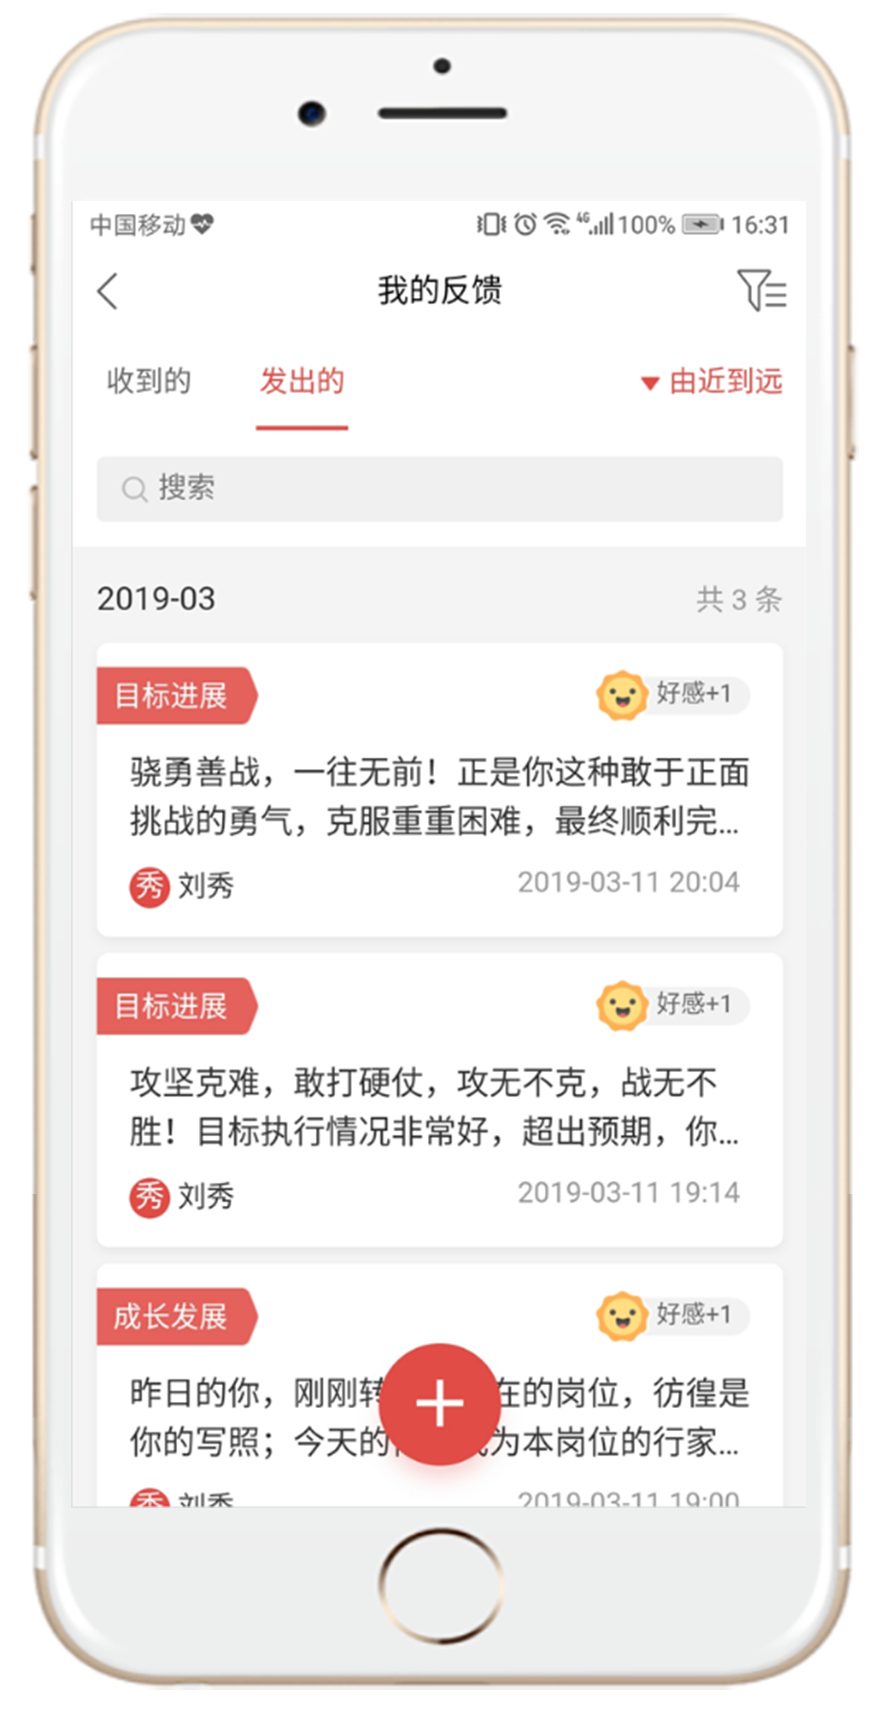 中国移动
4G 100% 16:31
我的反馈
收到的 发出的 由近到远
搜索
2019-03 共 3 条
目标进展 好感+1
骁勇善战，一往无前！正是你这种敢于正面
挑战的勇气，克服重重困难，最终顺利完...
秀 刘秀 2019-03-11 20:04
目标进展 好感+1
攻坚克难，敢打硬仗，攻无不克，战无不
胜！目标执行情况非常好，超出预期，你...
秀 刘秀 2019-03-11 19:14
成长发展 好感+1
昨日的你，刚刚转 在的岗位，彷徨是
你的写照；今天的 为本岗位的行家...
秀 刘秀 2019-03-11 19:00